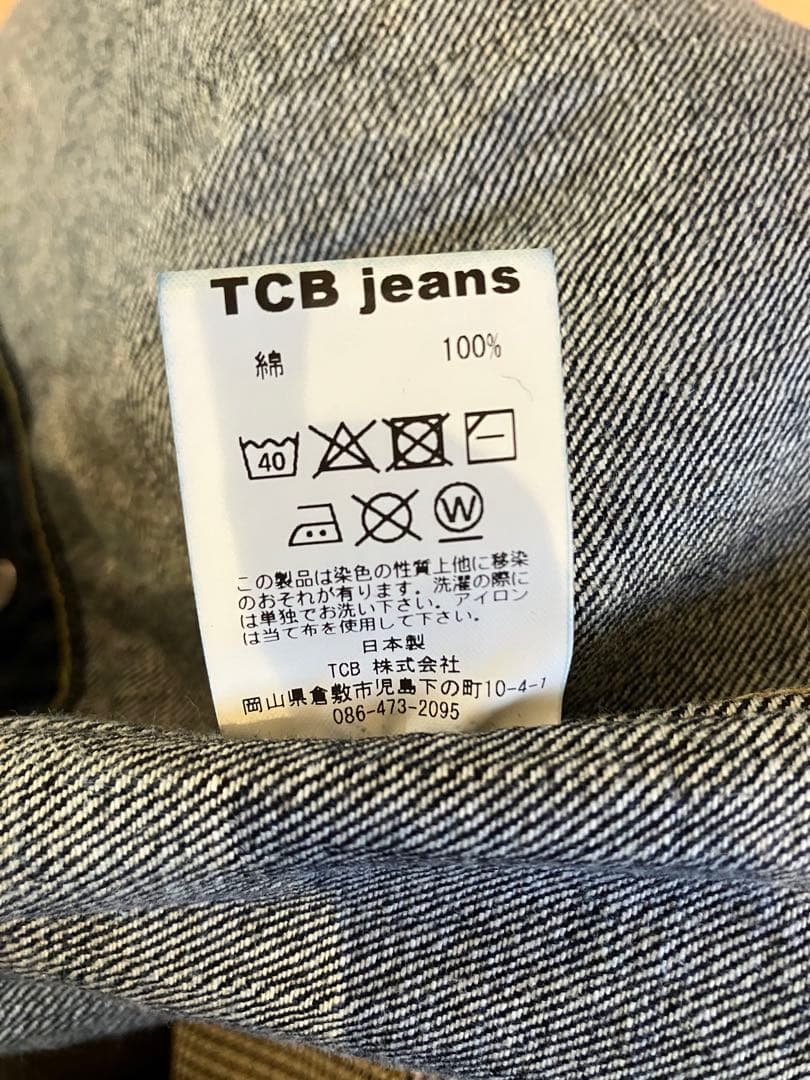 TCB jeans
綿 100%
40
W
この製品は染色の性質上他に移染
のおそれが有ります。洗濯の際に
は単独でお洗い下さい。アイロン
は当て布を使用して下さい。
日本製
TCB 株式会社
岡山県倉敷市児島下の町10-4-1
086-473-2095